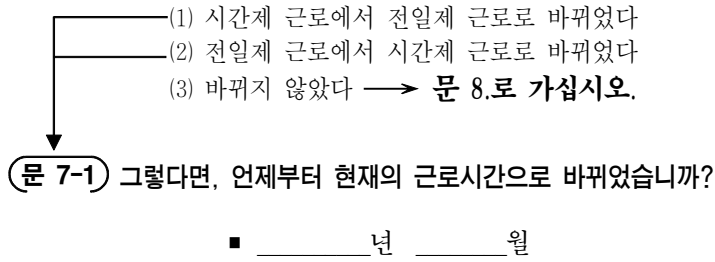 (1) 시간제 근로에서 전일제 근로로 바뀌었다
(2) 전일제 근로에서 시간제 근로로 바뀌었다
(3) 바뀌지 않았다 → 문 8.로 가십시오.
문 7-1 그렇다면, 언제부터 현재의 근로시간으로 바뀌었습니까?
▪ ________년 ______월